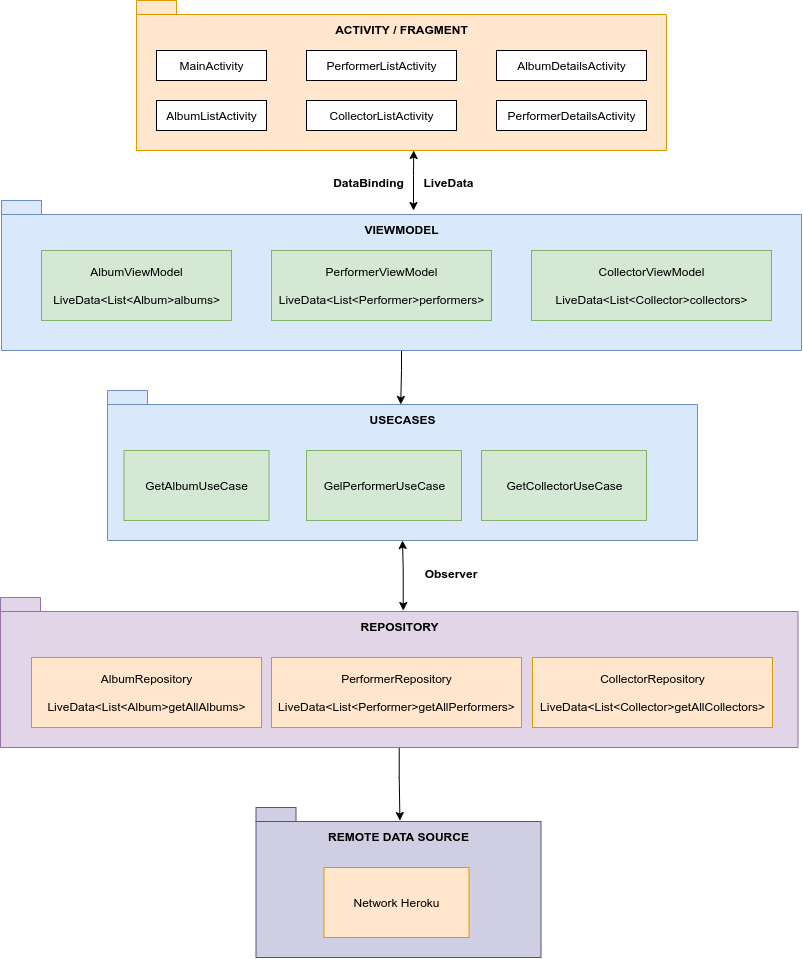 ACTIVITY / FRAGMENT
MainActivity
PerformerListActivity
AlbumDetailsActivity
AlbumListActivity
CollectorListActivity
PerformerDetailsActivity
DataBinding
LiveData
VIEWMODEL
AlbumViewModel
LiveData<List<Album>albums>
PerformerViewModel
LiveData<List<Performer>performers>
CollectorViewModel
LiveData<List<Collector>collectors>
USECASES
GetAlbumUseCase
GelPerformerUseCase
GetCollectorUseCase
Observer
REPOSITORY
AlbumRepository
LiveData<List<Album>getAllAlbums>
PerformerRepository
LiveData<List<Performer>getAllPerformers>
CollectorRepository
LiveData<List<Collector>getAllCollectors>
REMOTE DATA SOURCE
Network Heroku